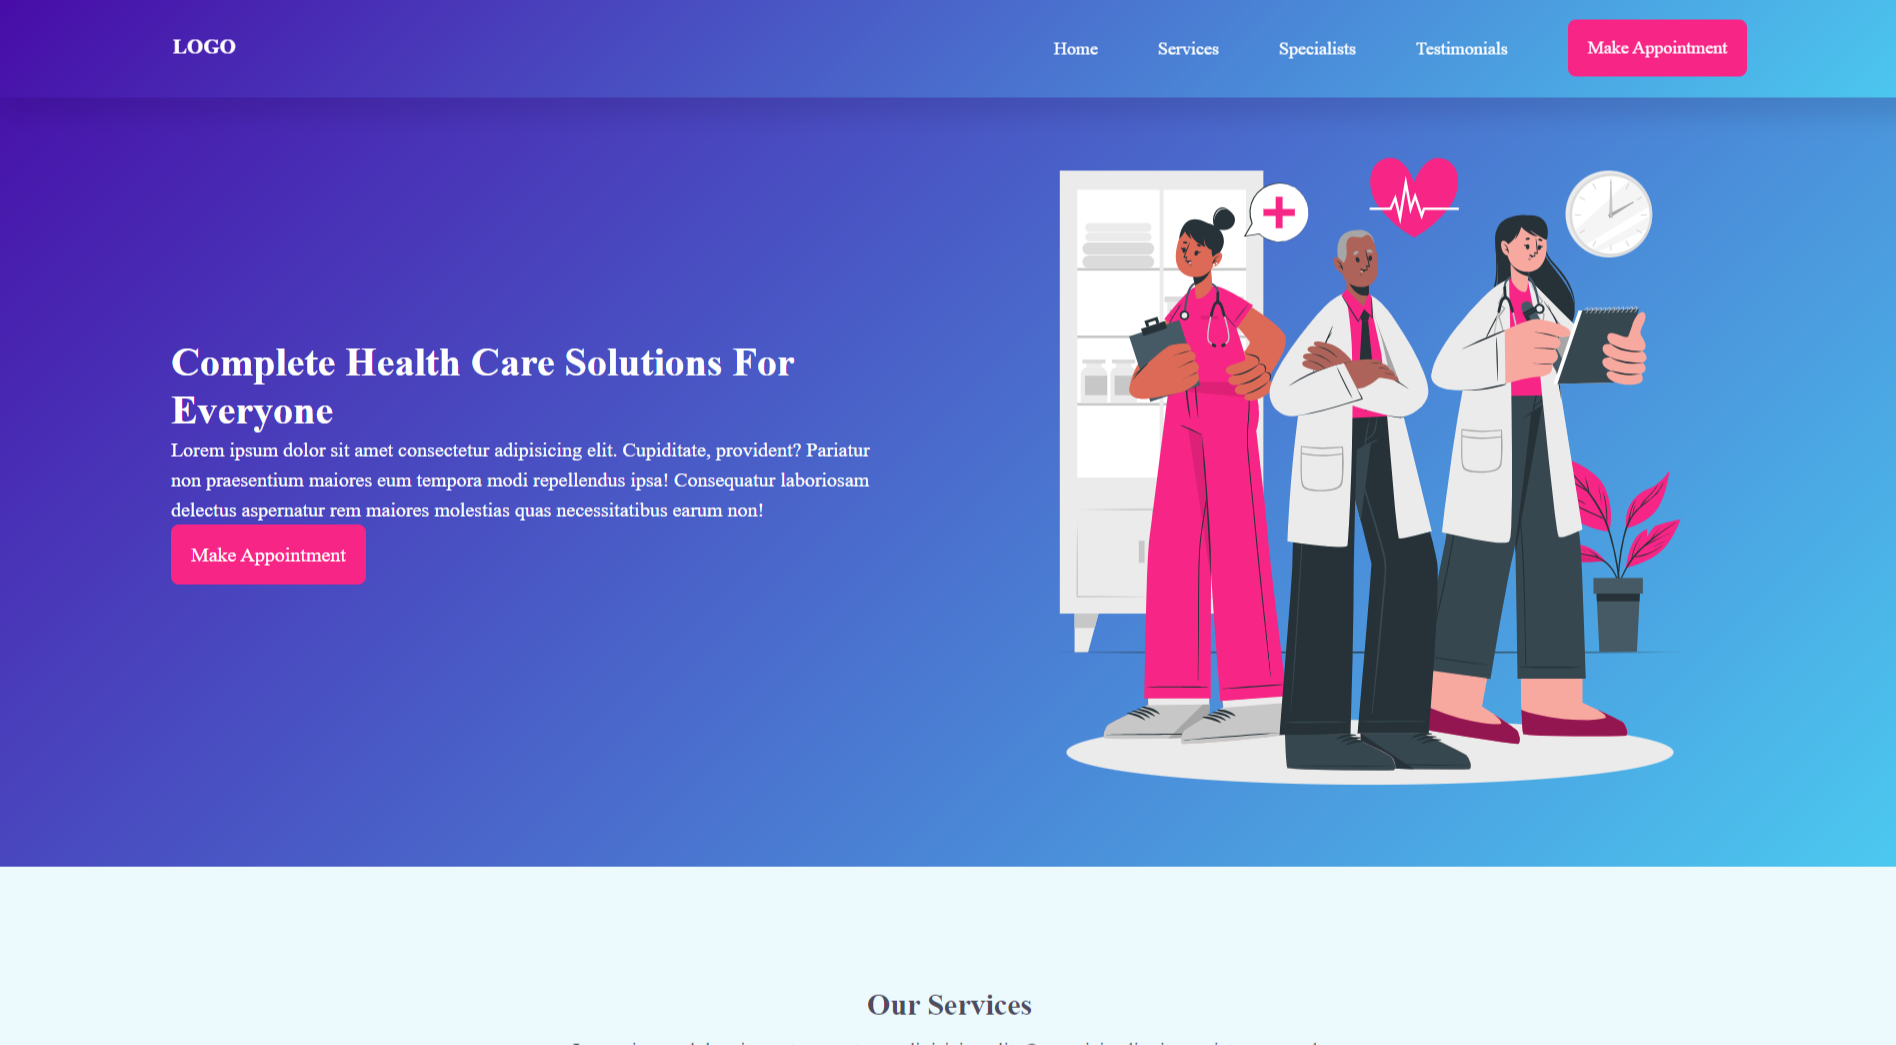 LOGO
Home
Services
Specialists
Testimonials
Make Appointment
Complete Health Care Solutions For
Everyone
Lorem ipsum dolor sit amet consectetur adipisicing elit. Cupiditate, provident? Pariatur
non praesentium maiores eum tempora modi repellendus ipsa! Consequatur laboriosam
delectus aspernatur rem maiores molestias quas necessitatibus earum non!
Make Appointment
Our Services